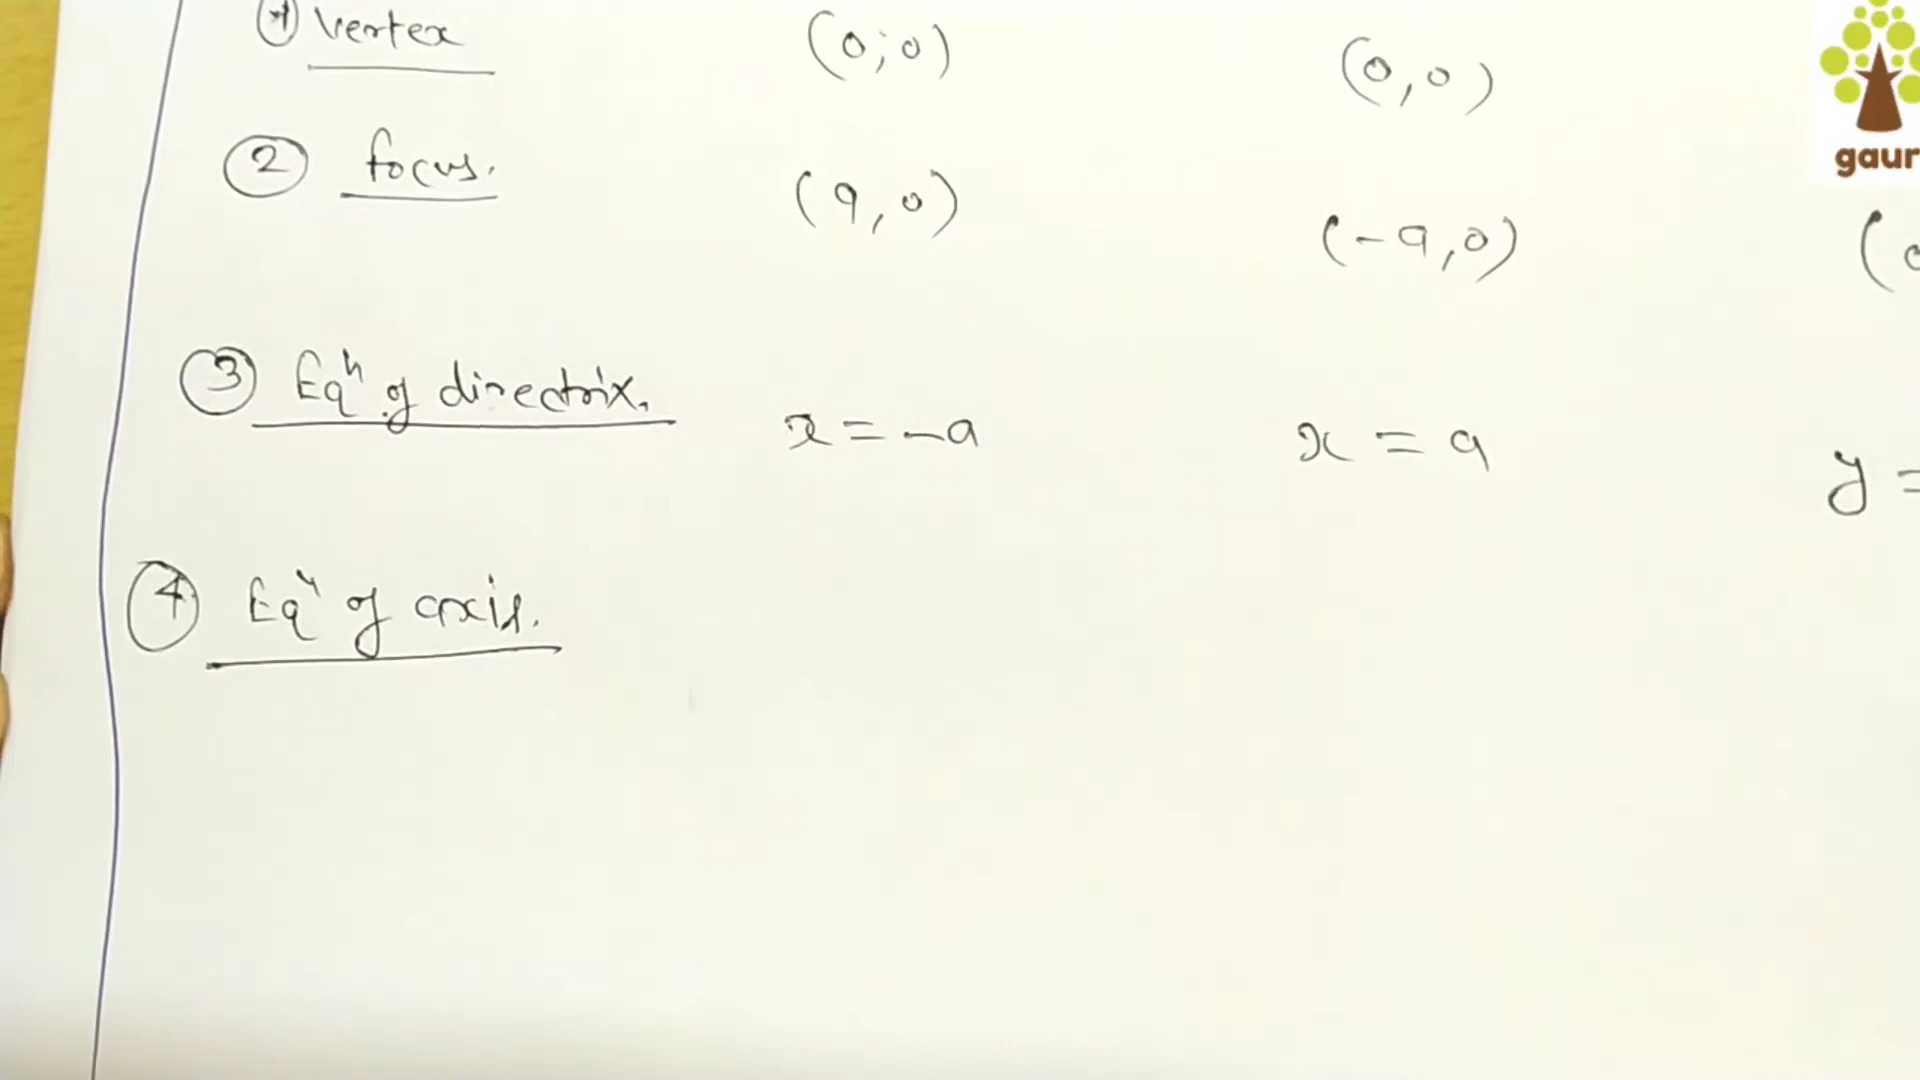 ① Vertex (0,0) (0,0)
gaur
② focus. (a,0) (-a,0) (
③ Eqⁿ of directrix. x = -a x = a y =
④ Eqⁿ of axis.